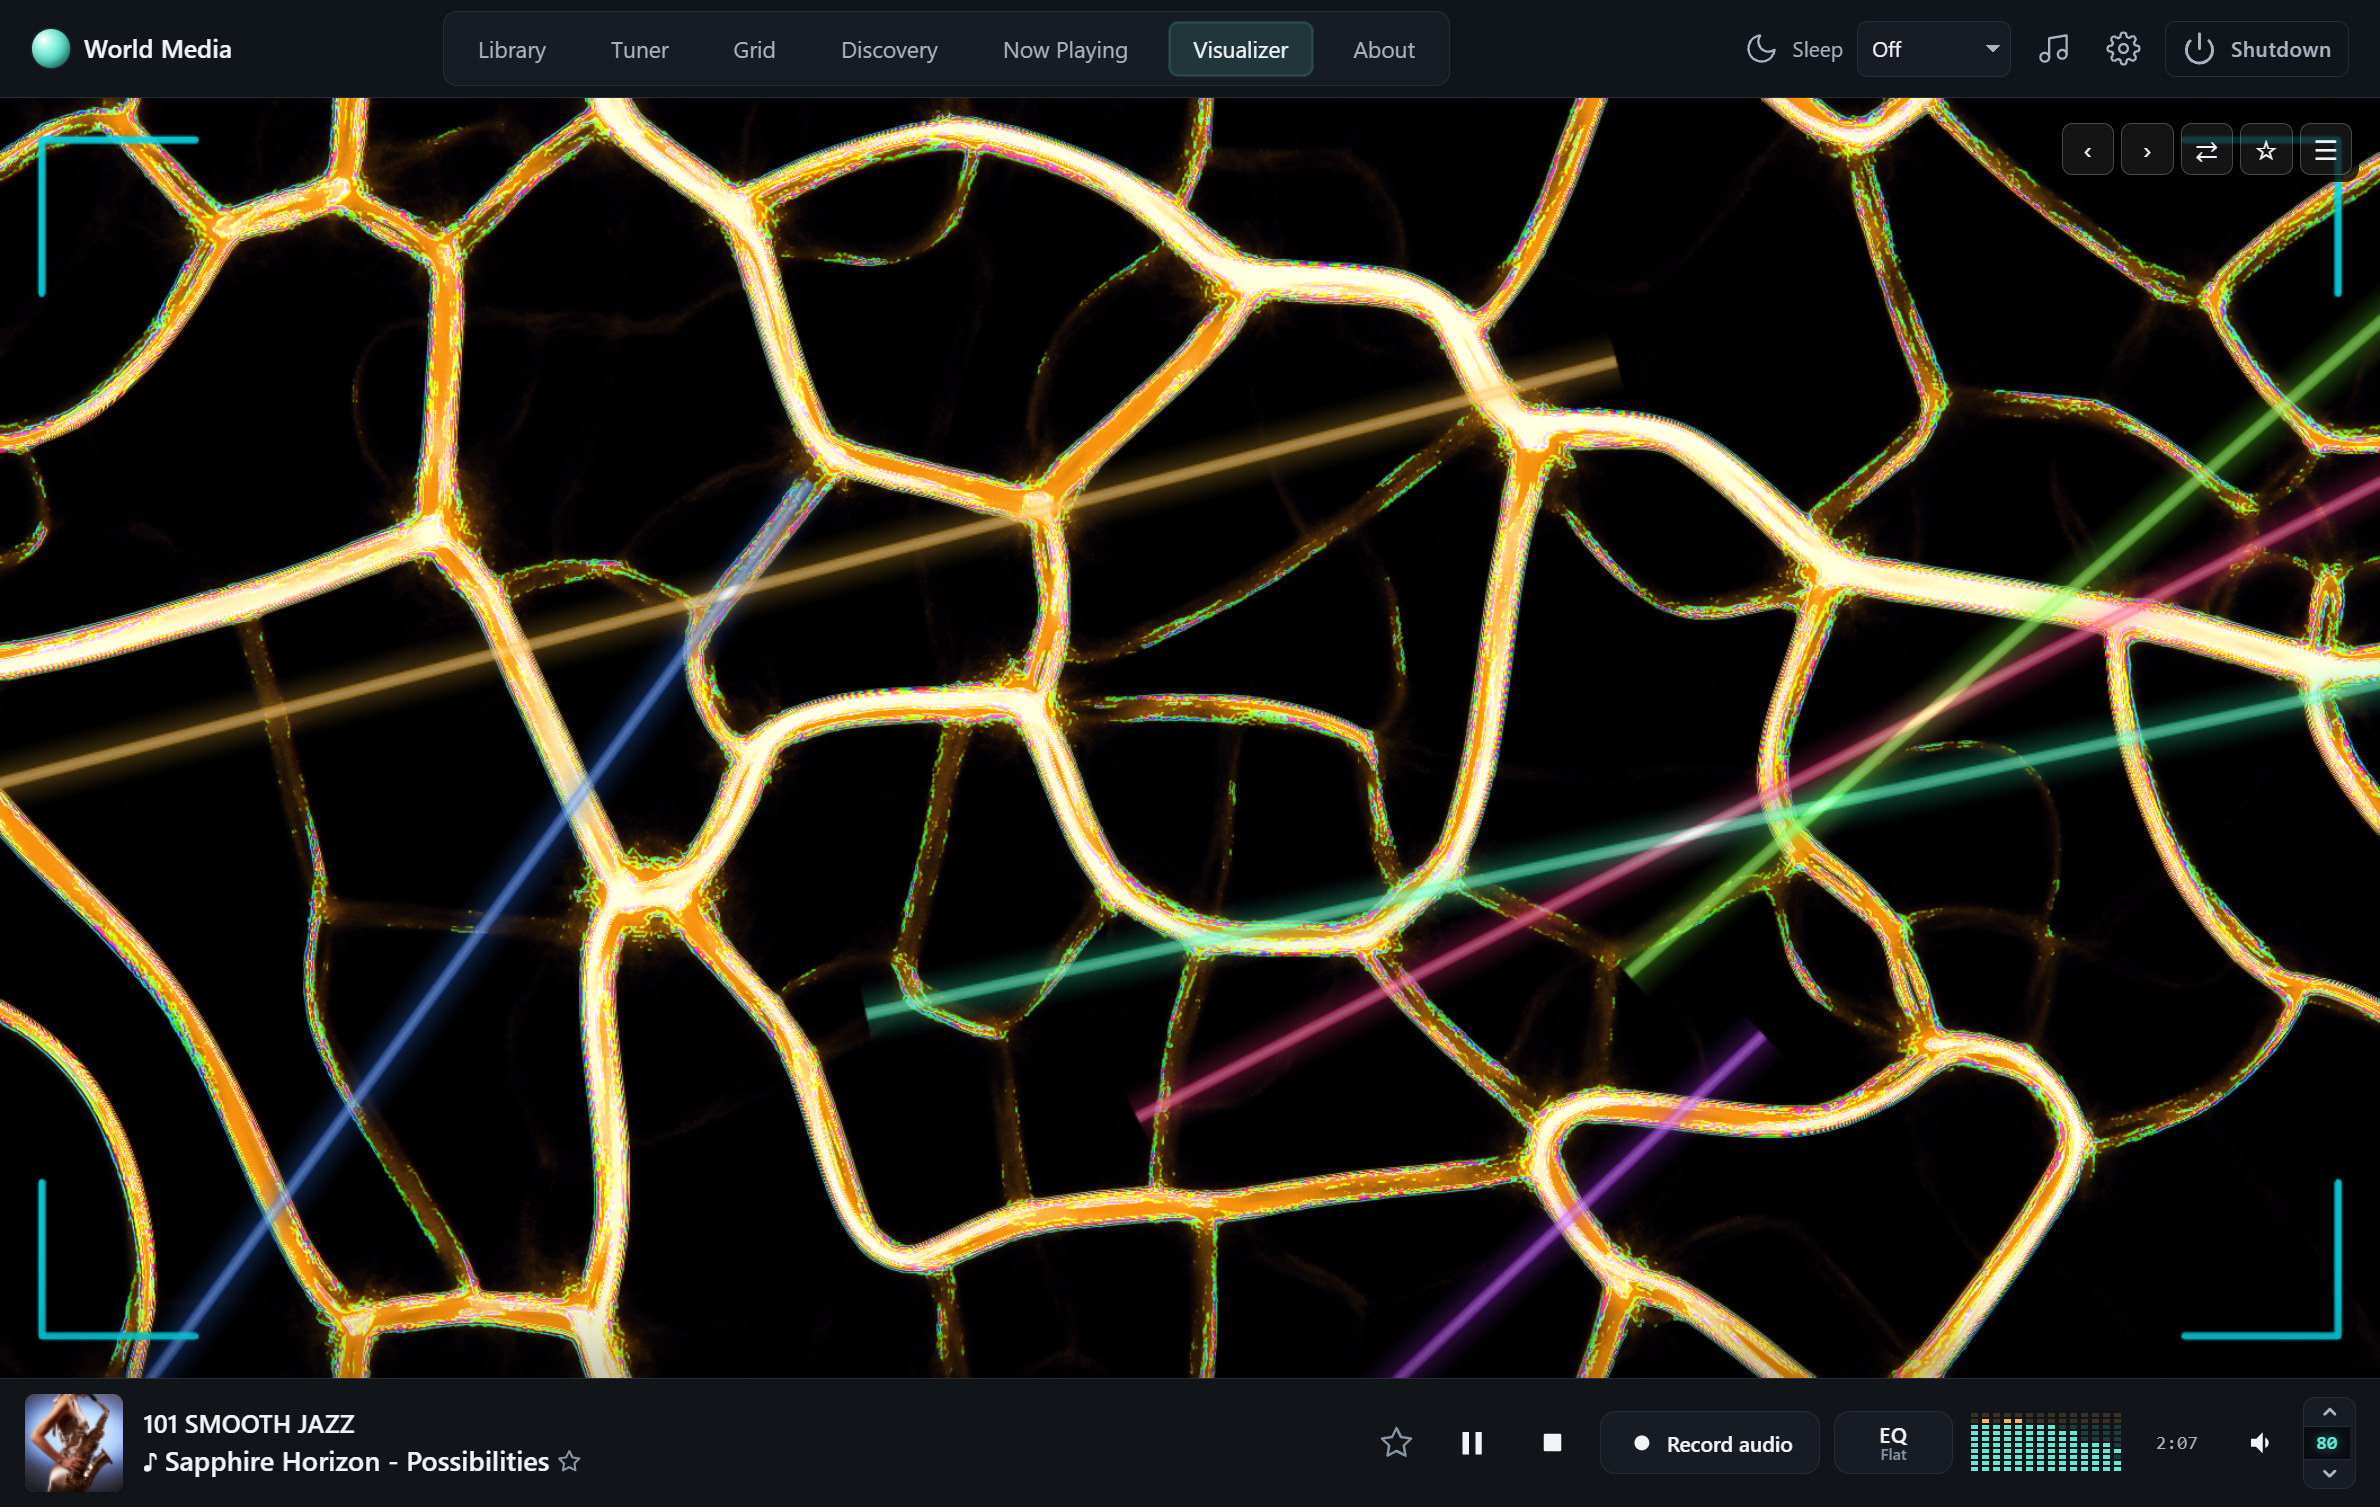 World Media
Library
Tuner
Grid
Discovery
Now Playing
Visualizer
About
Sleep
Off
Shutdown
101 SMOOTH JAZZ
Sapphire Horizon - Possibilities
Record audio
EQ
Flat
2:07
80